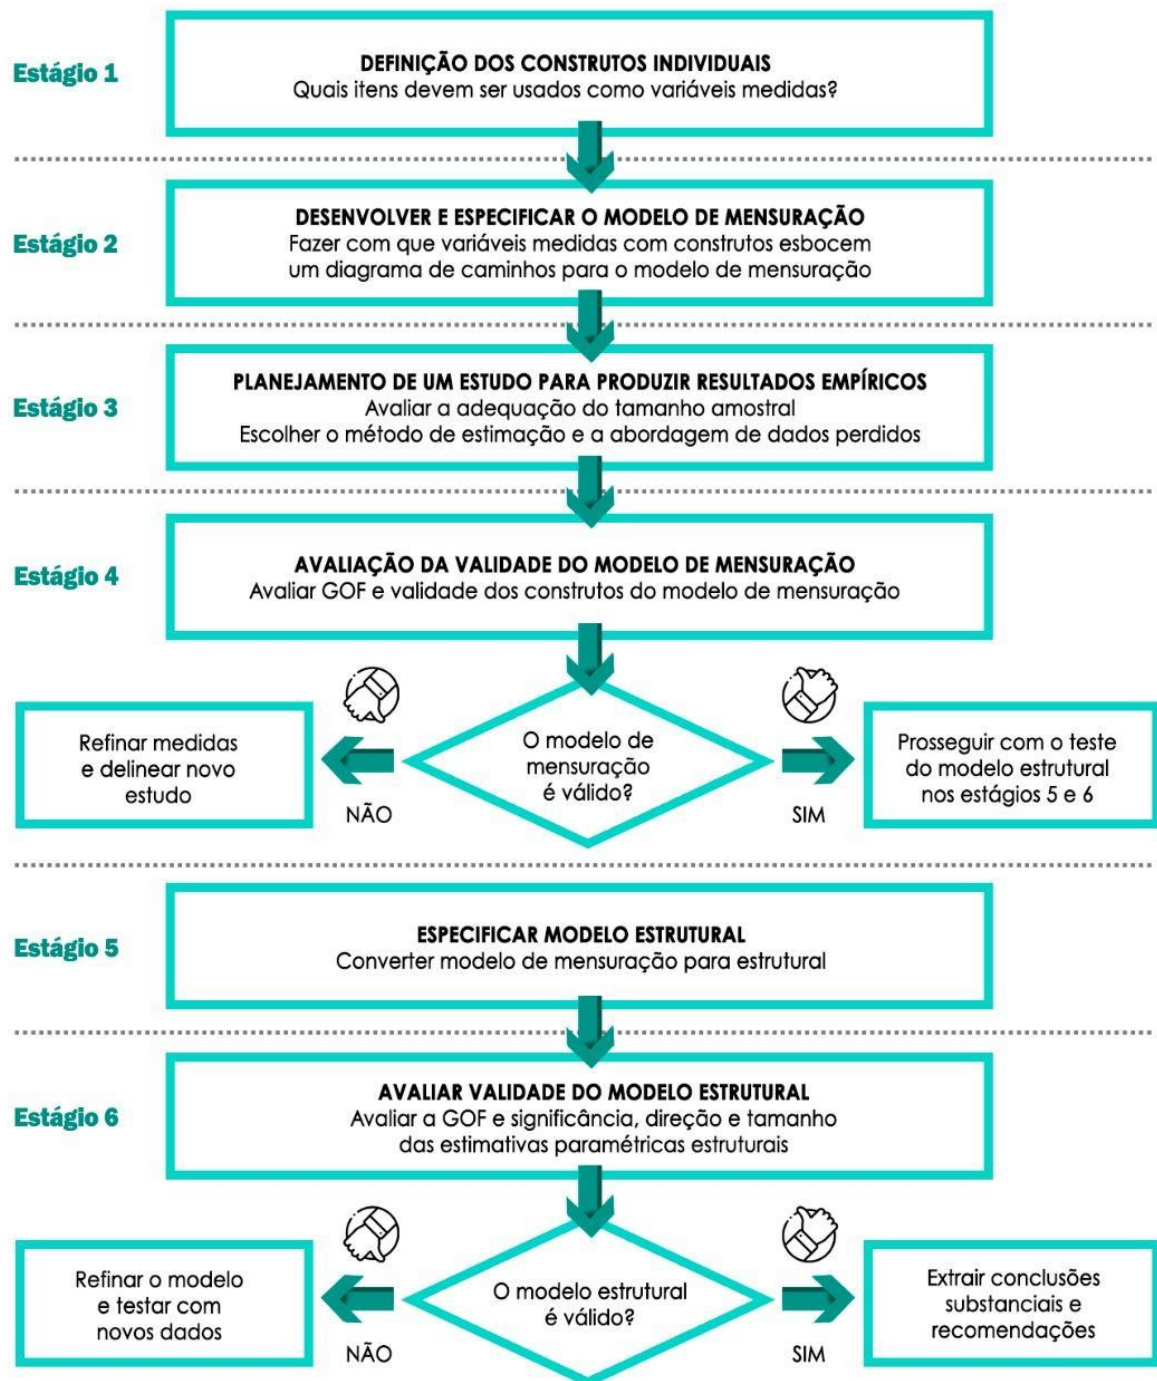 Estágio 1
DEFINIÇÃO DOS CONSTRUTOS INDIVIDUAIS
Quais itens devem ser usados como variáveis medidas?
Estágio 2
DESENVOLVER E ESPECIFICAR O MODELO DE MENSURAÇÃO
Fazer com que variáveis medidas com construtos esbocem
um diagrama de caminhos para o modelo de mensuração
Estágio 3
PLANEJAMENTO DE UM ESTUDO PARA PRODUZIR RESULTADOS EMPÍRICOS
Avaliar a adequação do tamanho amostral
Escolher o método de estimação e a abordagem de dados perdidos
Estágio 4
AVALIAÇÃO DA VALIDADE DO MODELO DE MENSURAÇÃO
Avaliar GOF e validade dos construtos do modelo de mensuração
Refinar medidas
e delinear novo
estudo
NÃO
O modelo de
mensuração
é válido?
SIM
Prosseguir com o teste
do modelo estrutural
nos estágios 5 e 6
Estágio 5
ESPECIFICAR MODELO ESTRUTURAL
Converter modelo de mensuração para estrutural
Estágio 6
AVALIAR VALIDADE DO MODELO ESTRUTURAL
Avaliar a GOF e significância, direção e tamanho
das estimativas paramétricas estruturais
Refinar o modelo
e testar com
novos dados
NÃO
O modelo estrutural
é válido?
SIM
Extrair conclusões
substanciais e
recomendações